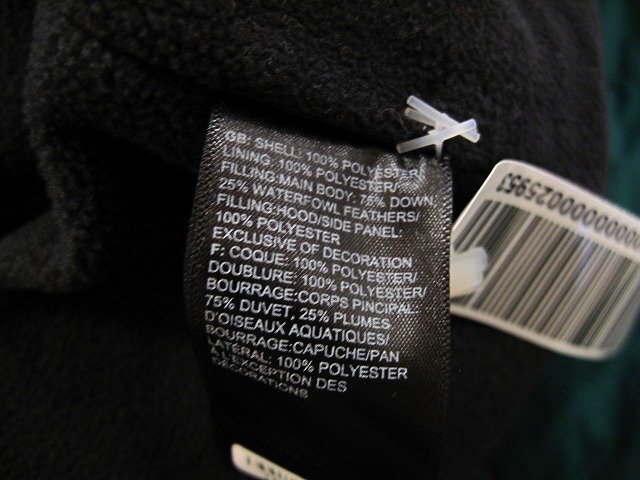 GB: SHELL: 100% POLYESTER/
LINING: 100% POLYESTER/
FILLING:MAIN BODY: 75% DOWN,
25% WATERFOWL FEATHERS/
FILLING:HOOD/SIDE PANEL:
100% POLYESTER
EXCLUSIVE OF DECORATION
F: COQUE: 100% POLYESTER/
DOUBLURE: 100% POLYESTER/
BOURRAGE:CORPS PINCIPAL:
75% DUVET, 25% PLUMES
D'OISEAUX AQUATIQUES/
BOURRAGE:CAPUCHE/PAN
LATERAL: 100% POLYESTER
A L'EXCEPTION DES
DECORATIONS